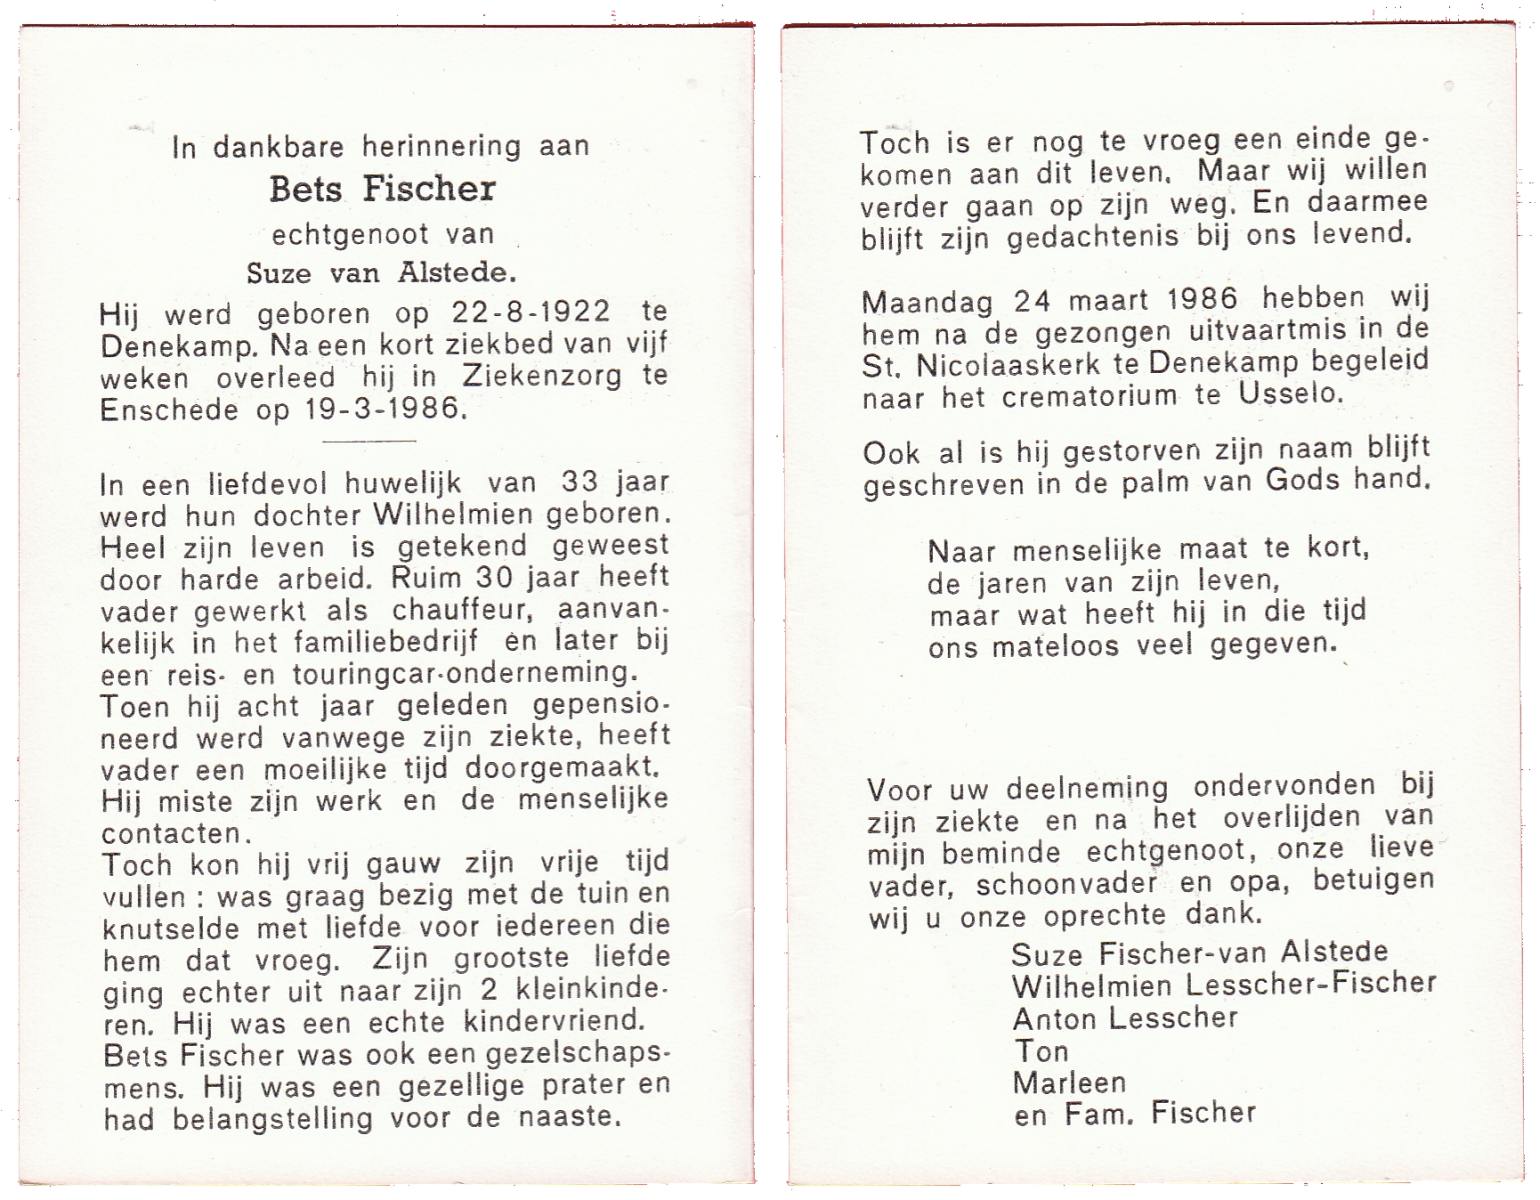 In dankbare herinnering aan
Bets Fischer
echtgenoot van
Suze van Alstede.
Hij werd geboren op 22-8-1922 te
Denekamp. Na een kort ziekbed van vijf
weken overleed hij in Ziekenzorg te
Enschede op 19-3-1986.
In een liefdevol huwelijk van 33 jaar
werd hun dochter Wilhelmien geboren.
Heel zijn leven is getekend geweest
door harde arbeid. Ruim 30 jaar heeft
vader gewerkt als chauffeur, aanvan-
kelijk in het familiebedrijf en later bij
een reis- en touringcar-onderneming.
Toen hij acht jaar geleden gepensio-
neerd werd vanwege zijn ziekte, heeft
vader een moeilijke tijd doorgemaakt.
Hij miste zijn werk en de menselijke
contacten.
Toch kon hij vrij gauw zijn vrije tijd
vullen : was graag bezig met de tuin en
knutselde met liefde voor iedereen die
hem dat vroeg. Zijn grootste liefde
ging echter uit naar zijn 2 kleinkinde-
ren. Hij was een echte kindervriend.
Bets Fischer was ook een gezelschaps-
mens. Hij was een gezellige prater en
had belangstelling voor de naaste.
Toch is er nog te vroeg een einde ge-
komen aan dit leven. Maar wij willen
verder gaan op zijn weg. En daarmee
blijft zijn gedachtenis bij ons levend.
Maandag 24 maart 1986 hebben wij
hem na de gezongen uitvaartmis in de
St. Nicolaaskerk te Denekamp begeleid
naar het crematorium te Usselo.
Ook al is hij gestorven zijn naam blijft
geschreven in de palm van Gods hand.
Naar menselijke maat te kort,
de jaren van zijn leven,
maar wat heeft hij in die tijd
ons mateloos veel gegeven.
Voor uw deelneming ondervonden bij
zijn ziekte en na het overlijden van
mijn beminde echtgenoot, onze lieve
vader, schoonvader en opa, betuigen
wij u onze oprechte dank.
Suze Fischer-van Alstede
Wilhelmien Lesscher-Fischer
Anton Lesscher
Ton
Marleen
en Fam. Fischer